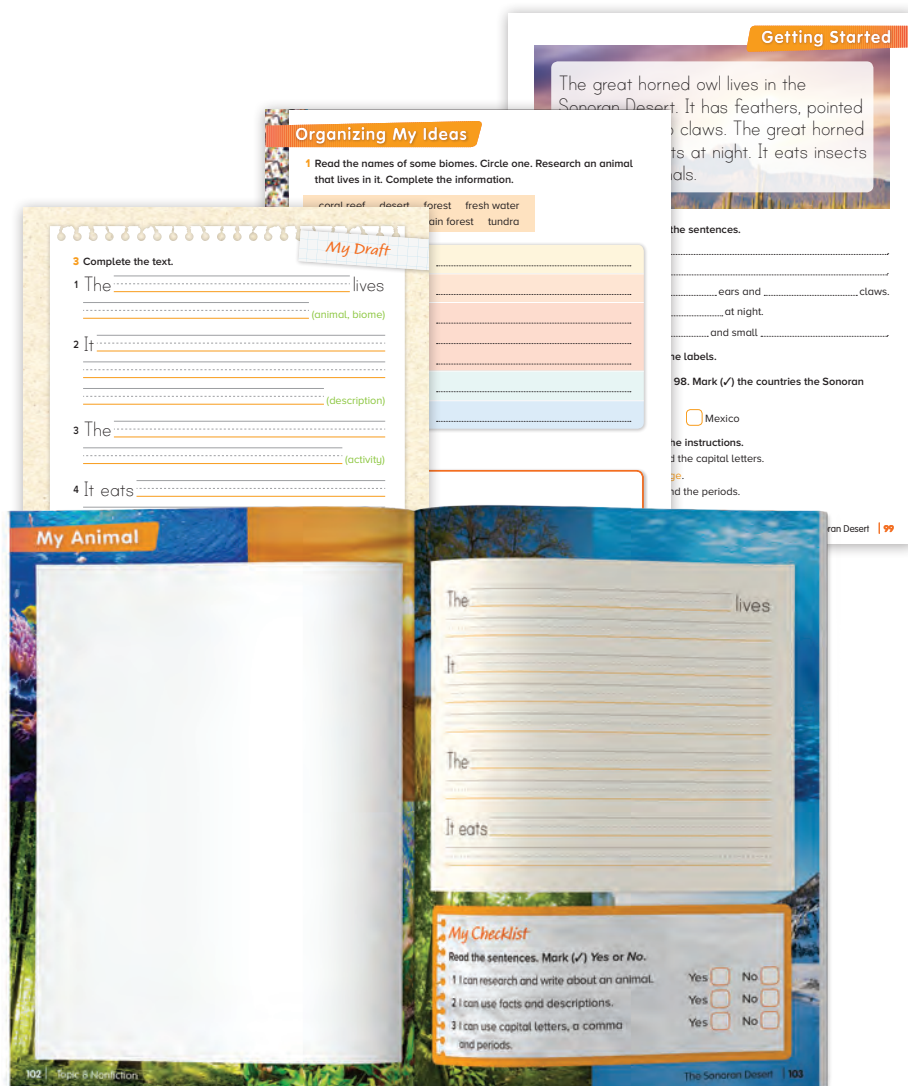 Getting Started
The great horned owl lives in the
Sonoran Desert. It has feathers, pointed
claws. The great horned
ts at night. It eats insects
als.
the sentences.
ears and claws.
at night.
and small
he labels.
98. Mark (✓) the countries the Sonoran
Mexico
he instructions.
d the capital letters.
ge.
nd the periods.
ran Desert 99
Organizing My Ideas
1 Read the names of some biomes. Circle one. Research an animal
that lives in it. Complete the information.
coral reef desert forest fresh water
ain forest tundra
My Draft
3 Complete the text.
1 The lives
(animal, biome)
2 It
(description)
3 The
(activity)
4 It eats
My Animal
The lives
It
The
It eats
My Checklist
Read the sentences. Mark (✓) Yes or No.
1 I can research and write about an animal. Yes No
2 I can use facts and descriptions. Yes No
3 I can use capital letters, a comma Yes No
and periods.
102 Topic 6 Nonfiction
The Sonoran Desert 103